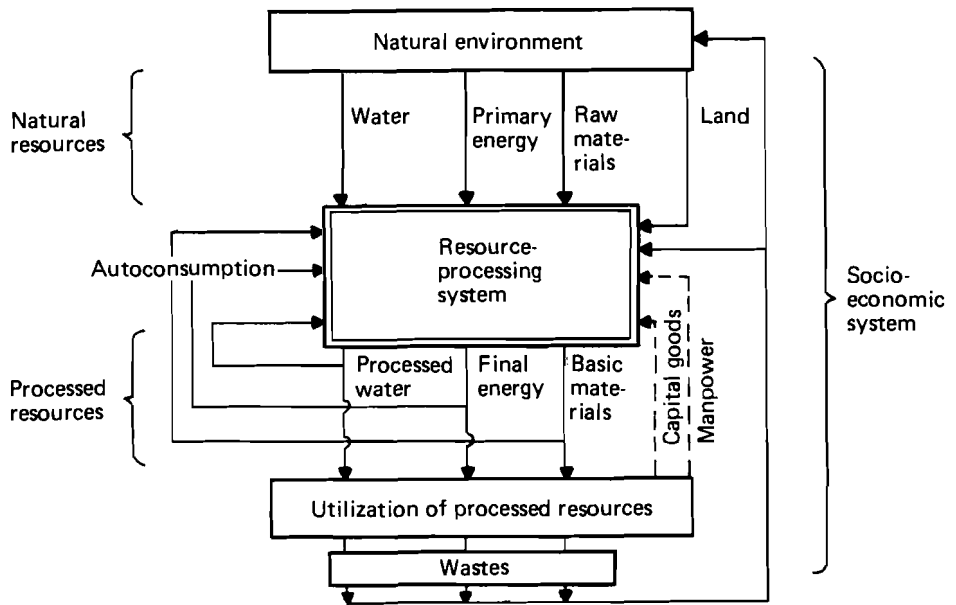 Natural environment
Natural
resources
Water
Primary
energy
Raw
mate-
rials
Land
Resource-
processing
system
Autoconsumption
Socio-
economic
system
Processed
resources
Processed
water
Final
energy
Basic
mate-
rials
Capital goods
Manpower
Utilization of processed resources
Wastes